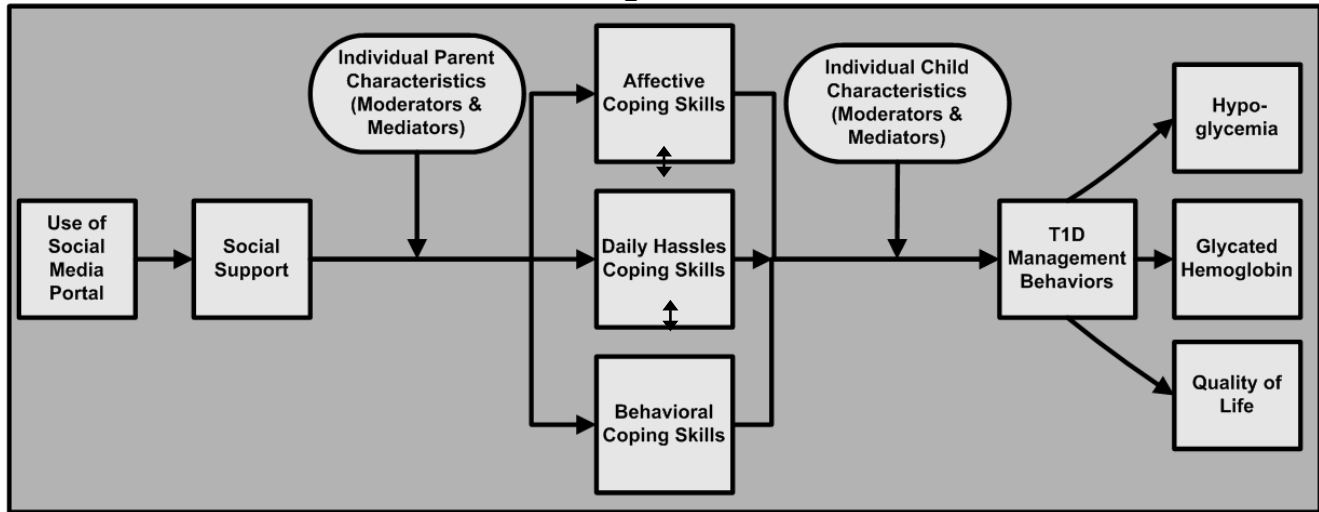 Use of
Social
Media
Portal
Social
Support
Individual Parent
Characteristics
(Moderators &
Mediators)
Affective
Coping Skills
Daily Hassles
Coping Skills
Behavioral
Coping Skills
Individual Child
Characteristics
(Moderators &
Mediators)
T1D
Management
Behaviors
Hypo-
glycemia
Glycated
Hemoglobin
Quality of
Life